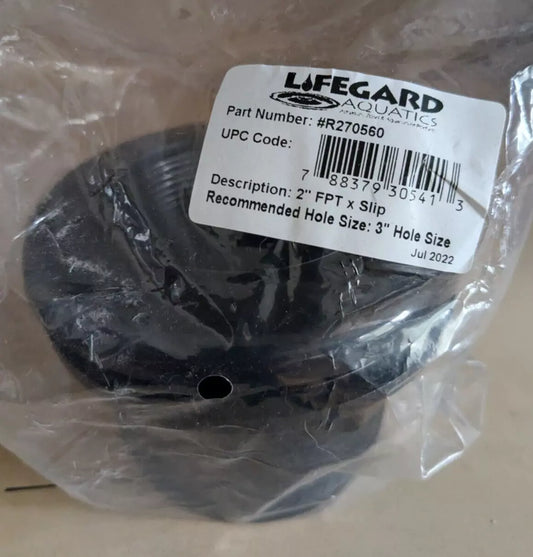 LIFEGARD
AQUATICS
Part Number: #R270560
UPC Code:
7 88379 30541 3
Description: 2" FPT x Slip
Recommended Hole Size: 3" Hole Size
Jul 2022